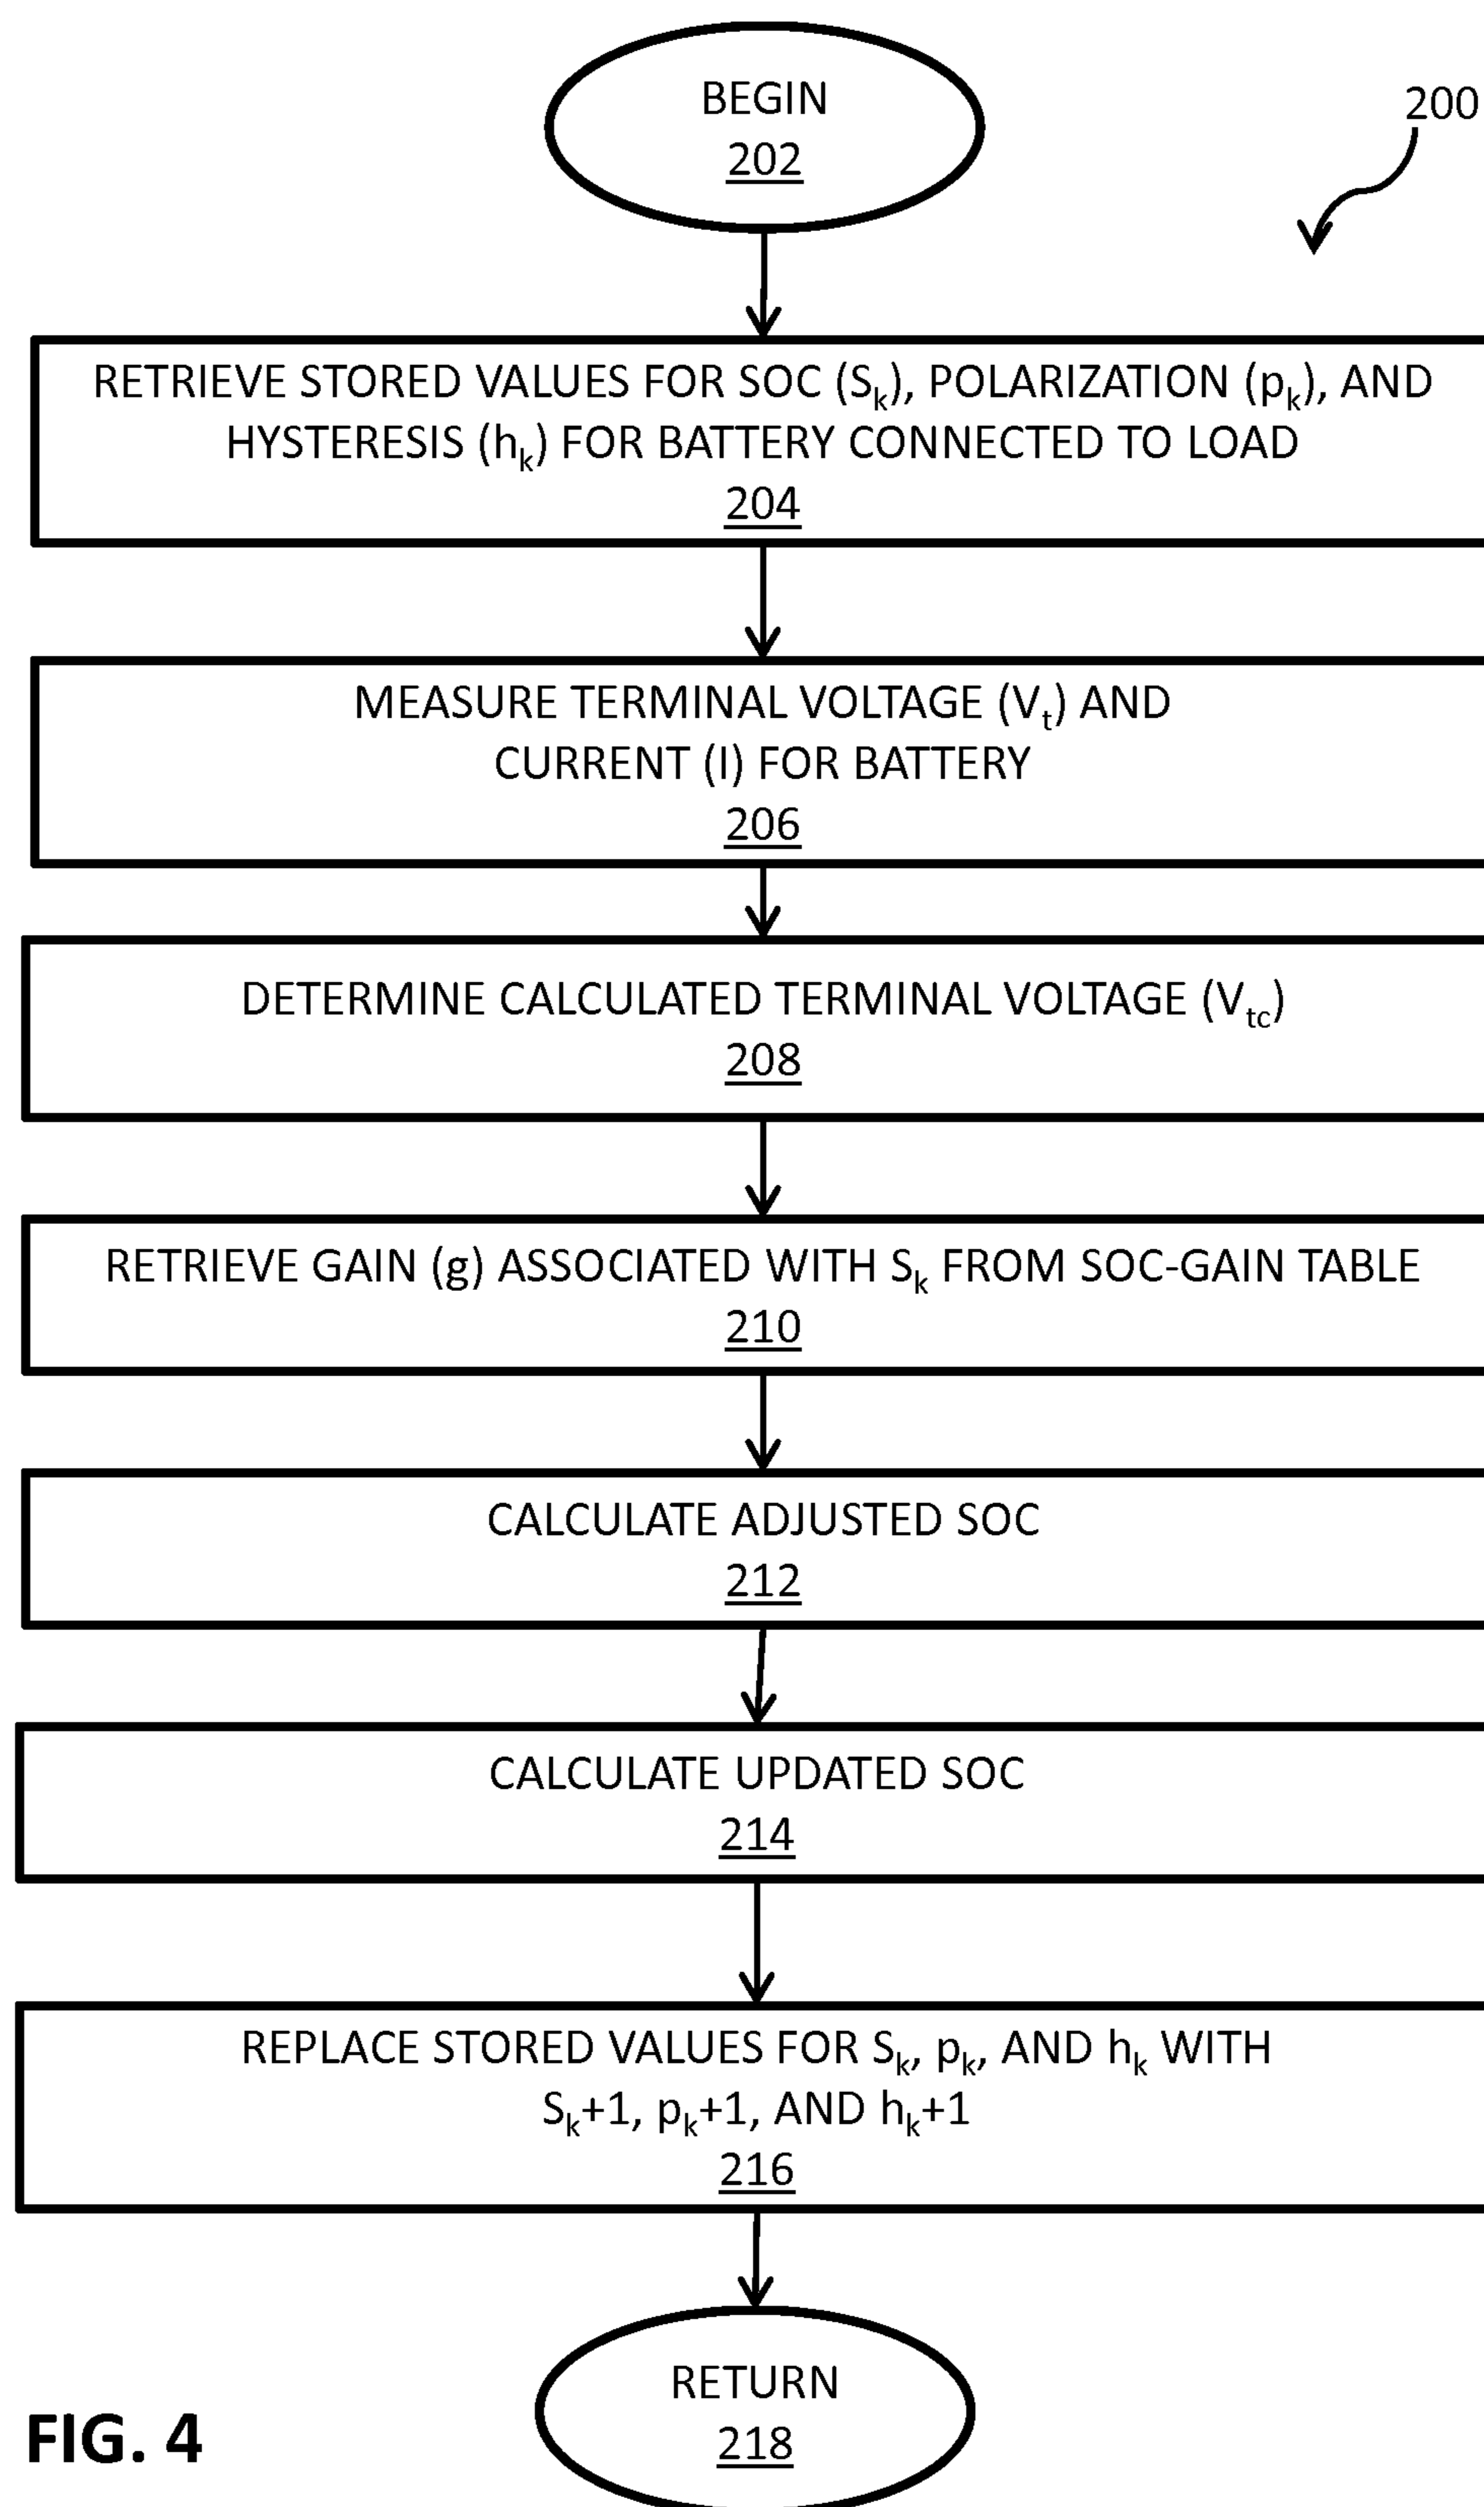 BEGIN
202
200
RETRIEVE STORED VALUES FOR SOC (Sk), POLARIZATION (pk), AND
HYSTERESIS (hk) FOR BATTERY CONNECTED TO LOAD
204
MEASURE TERMINAL VOLTAGE (Vt) AND
CURRENT (I) FOR BATTERY
206
DETERMINE CALCULATED TERMINAL VOLTAGE (Vtc)
208
RETRIEVE GAIN (g) ASSOCIATED WITH Sk FROM SOC-GAIN TABLE
210
CALCULATE ADJUSTED SOC
212
CALCULATE UPDATED SOC
214
REPLACE STORED VALUES FOR Sk, pk, AND hk WITH
Sk+1, pk+1, AND hk+1
216
RETURN
218
FIG. 4